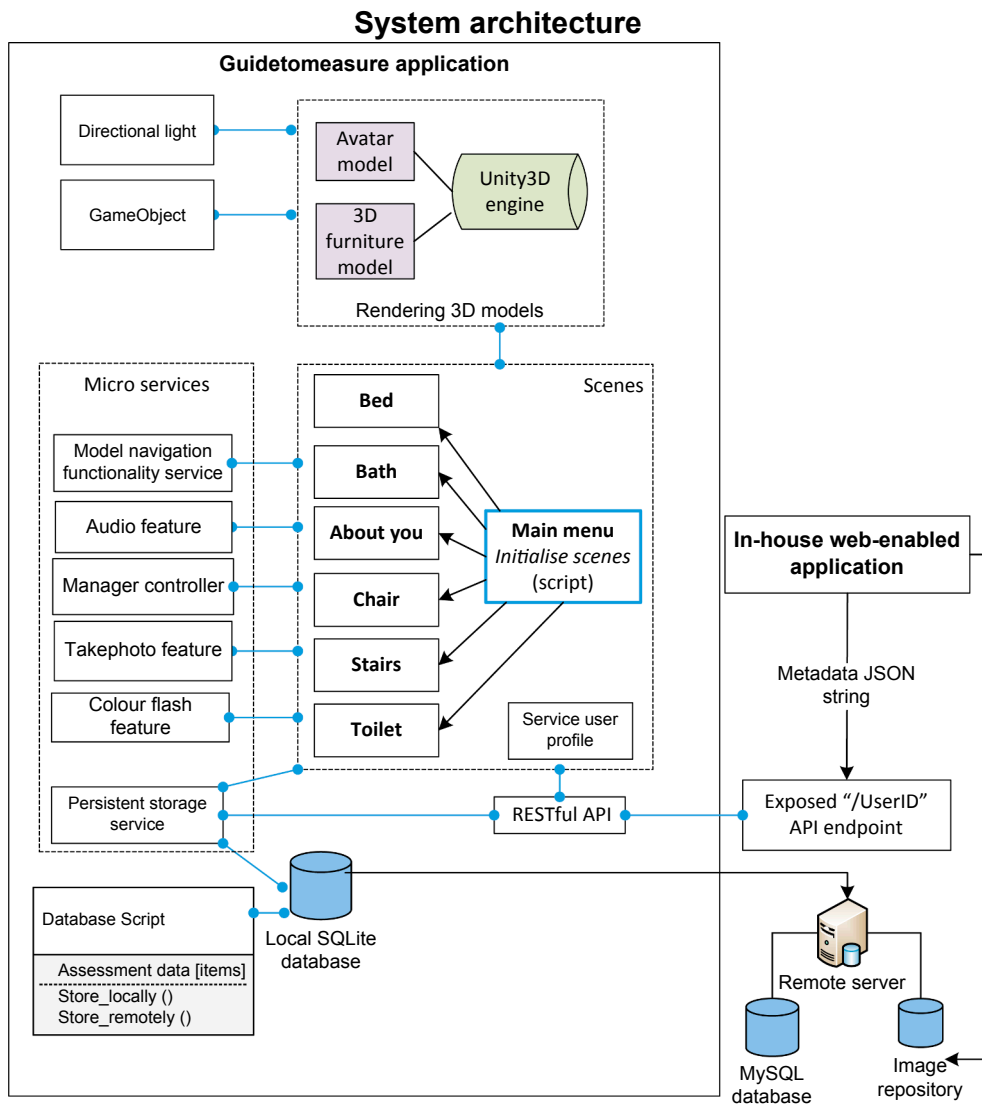 System architecture
Guidetomeasure application
Directional light
GameObject
Avatar
model
3D
furniture
model
Unity3D
engine
Rendering 3D models
Micro services
Model navigation
functionality service
Audio feature
Manager controller
Takephoto feature
Colour flash
feature
Persistent storage
service
Scenes
Bed
Bath
About you
Chair
Stairs
Toilet
Main menu
Initialise scenes
(script)
Service user
profile
RESTful API
In-house web-enabled
application
Metadata JSON
string
Exposed “/UserID”
API endpoint
Database Script
Assessment data [items]
Store_locally ()
Store_remotely ()
Local SQLite
database
Remote server
MySQL
database
Image
repository